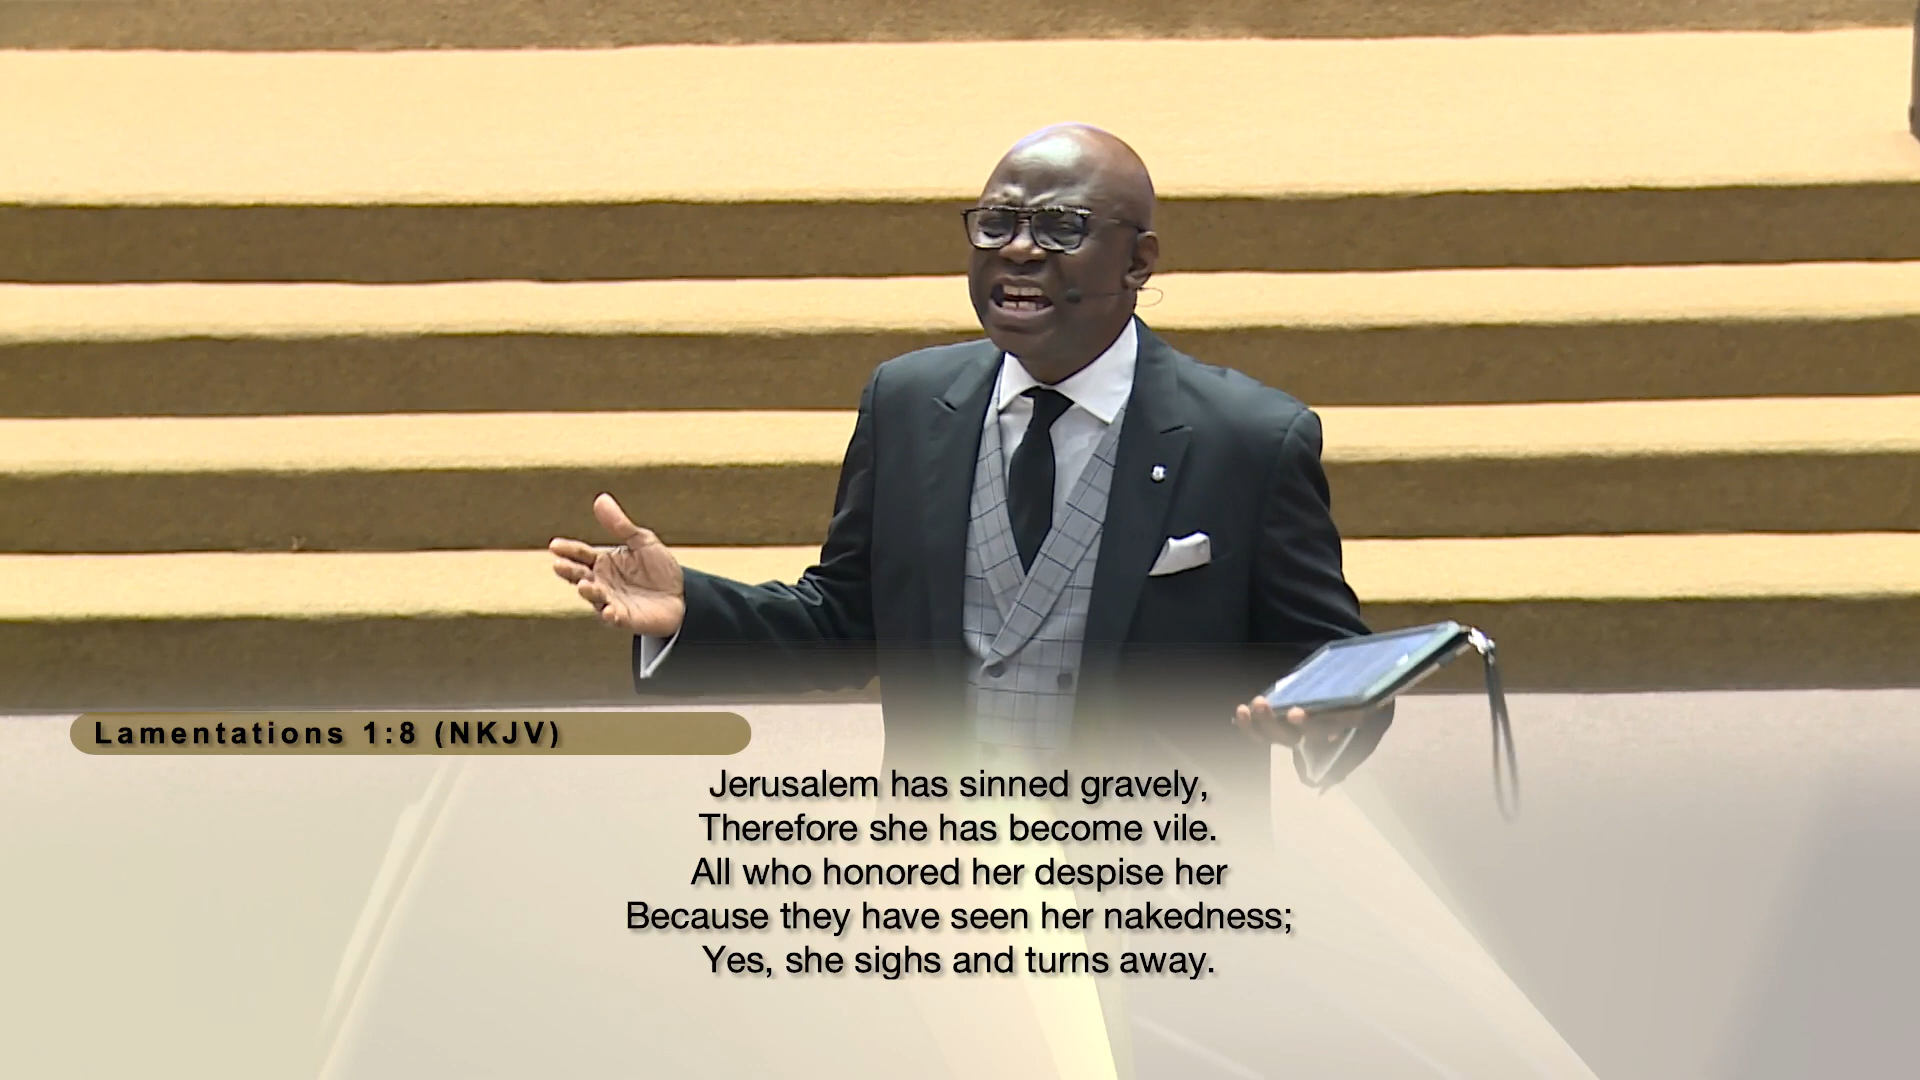 Lamentations 1:8 (NKJV)
Jerusalem has sinned gravely,
Therefore she has become vile.
All who honored her despise her
Because they have seen her nakedness;
Yes, she sighs and turns away.